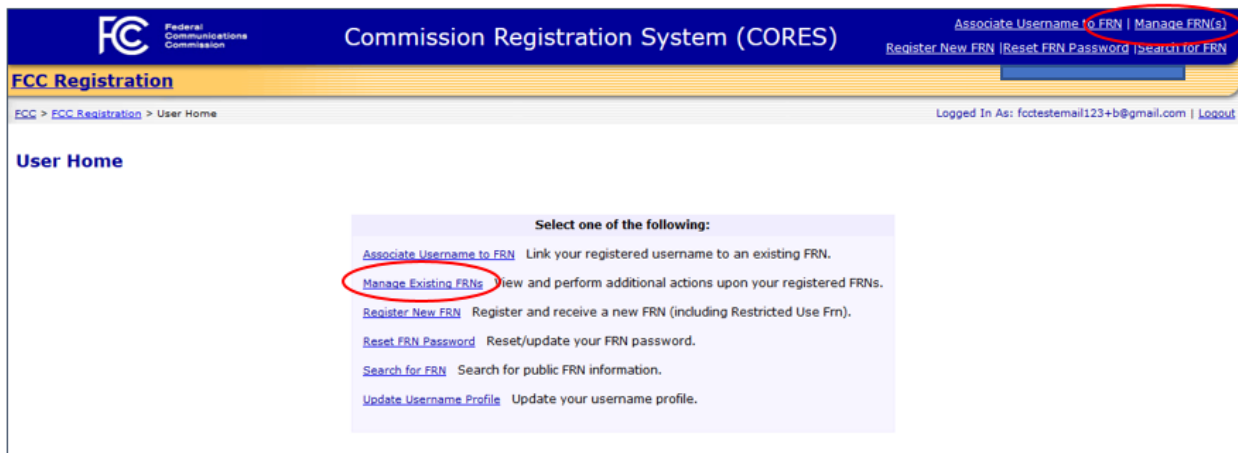 FCC Federal Communications Commission
Commission Registration System (CORES)
Associate Username to FRN | Manage FRN(s)
Register New FRN |Reset FRN Password |Search for FRN
FCC Registration
FCC > FCC Registration > User Home
Logged In As: fcctestemail123+b@gmail.com | Logout
User Home
Select one of the following:
Associate Username to FRN Link your registered username to an existing FRN.
Manage Existing FRNs View and perform additional actions upon your registered FRNs.
Register New FRN Register and receive a new FRN (including Restricted Use Frn).
Reset FRN Password Reset/update your FRN password.
Search for FRN Search for public FRN information.
Update Username Profile Update your username profile.